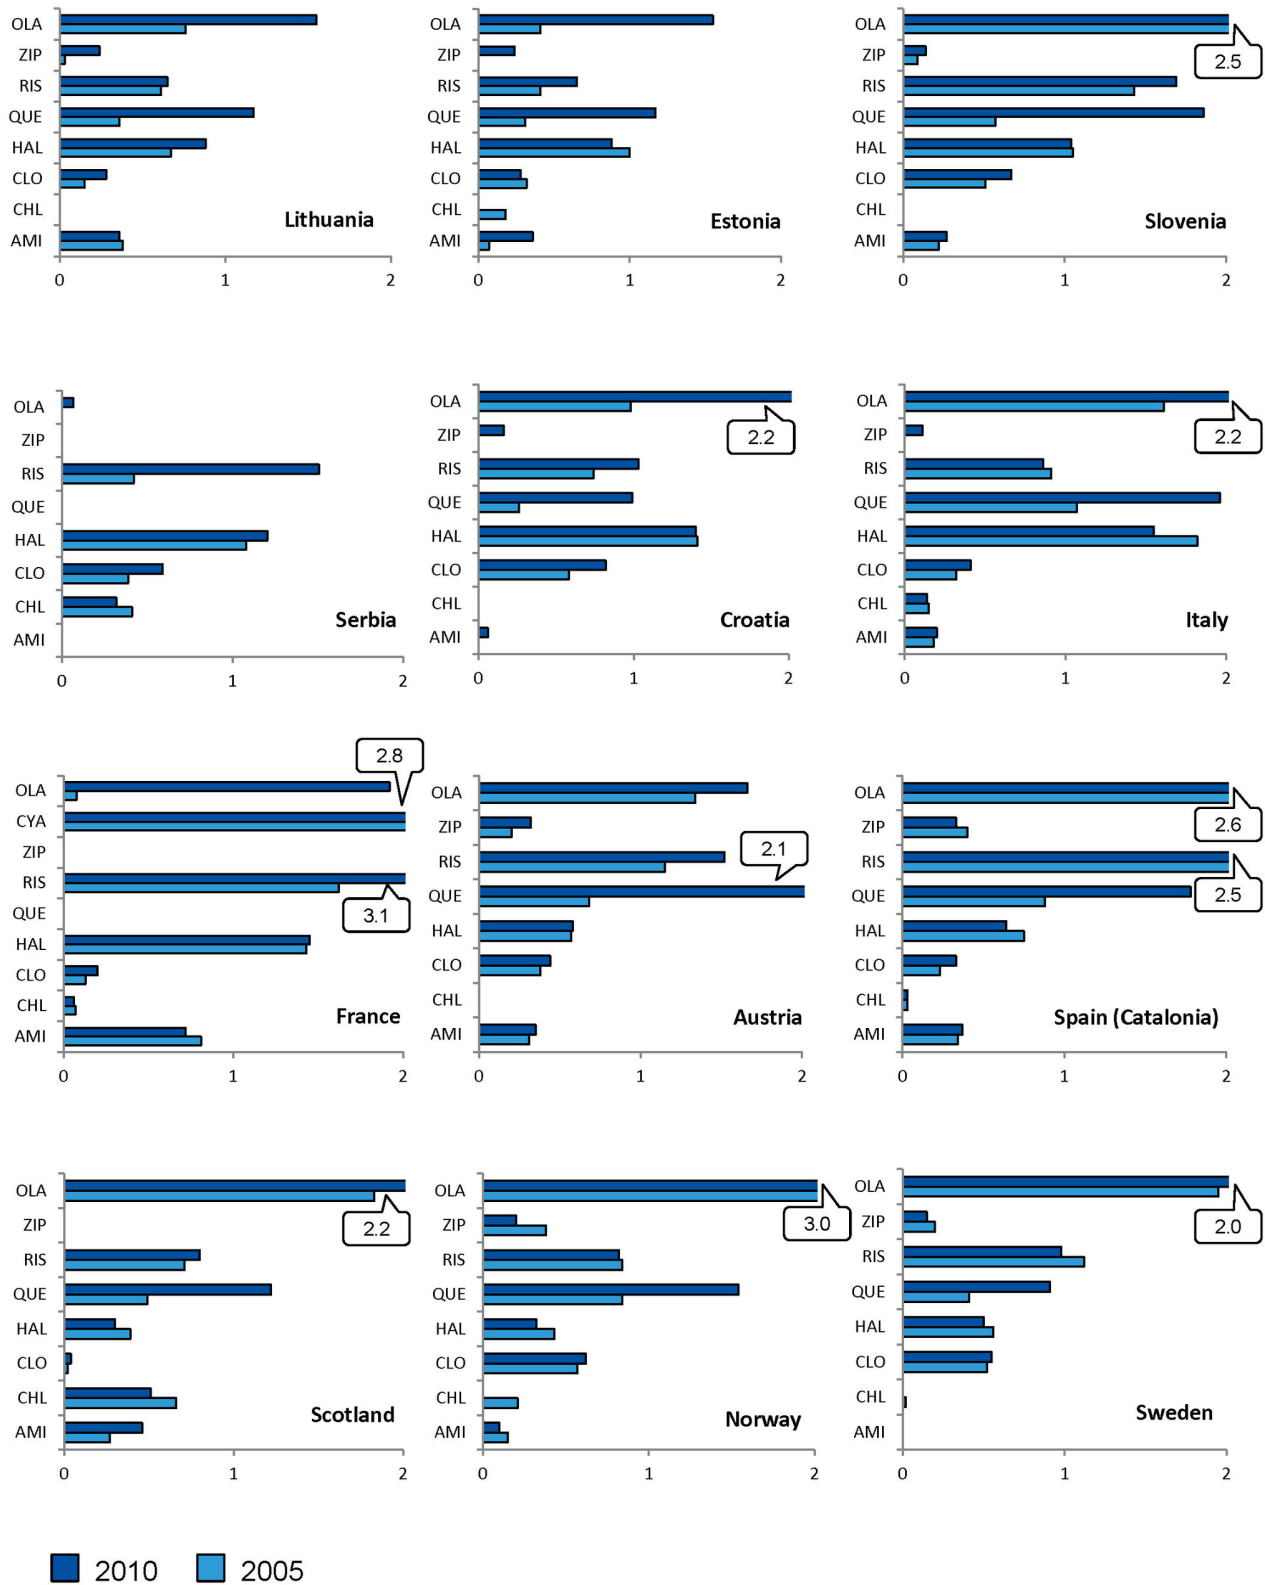 OLA
ZIP
RIS
QUE
HAL
CLO
CHL
AMI
Lithuania
0 1 2
OLA
ZIP
RIS
QUE
HAL
CLO
CHL
AMI
Estonia
0 1 2
OLA
2.5
ZIP
RIS
QUE
HAL
CLO
CHL
AMI
Slovenia
0 1 2
OLA
ZIP
RIS
QUE
HAL
CLO
CHL
AMI
Serbia
0 1 2
OLA
2.2
ZIP
RIS
QUE
HAL
CLO
CHL
AMI
Croatia
0 1 2
OLA
2.2
ZIP
RIS
QUE
HAL
CLO
CHL
AMI
Italy
0 1 2
2.8
OLA
CYA
ZIP
RIS
3.1
QUE
HAL
CLO
CHL
AMI
France
0 1 2
OLA
ZIP
2.1
RIS
QUE
HAL
CLO
CHL
AMI
Austria
0 1 2
OLA
2.6
ZIP
RIS
2.5
QUE
HAL
CLO
CHL
AMI
Spain (Catalonia)
0 1 2
OLA
2.2
ZIP
RIS
QUE
HAL
CLO
CHL
AMI
Scotland
0 1 2
OLA
3.0
ZIP
RIS
QUE
HAL
CLO
CHL
AMI
Norway
0 1 2
OLA
2.0
ZIP
RIS
QUE
HAL
CLO
CHL
AMI
Sweden
0 1 2
2010 2005